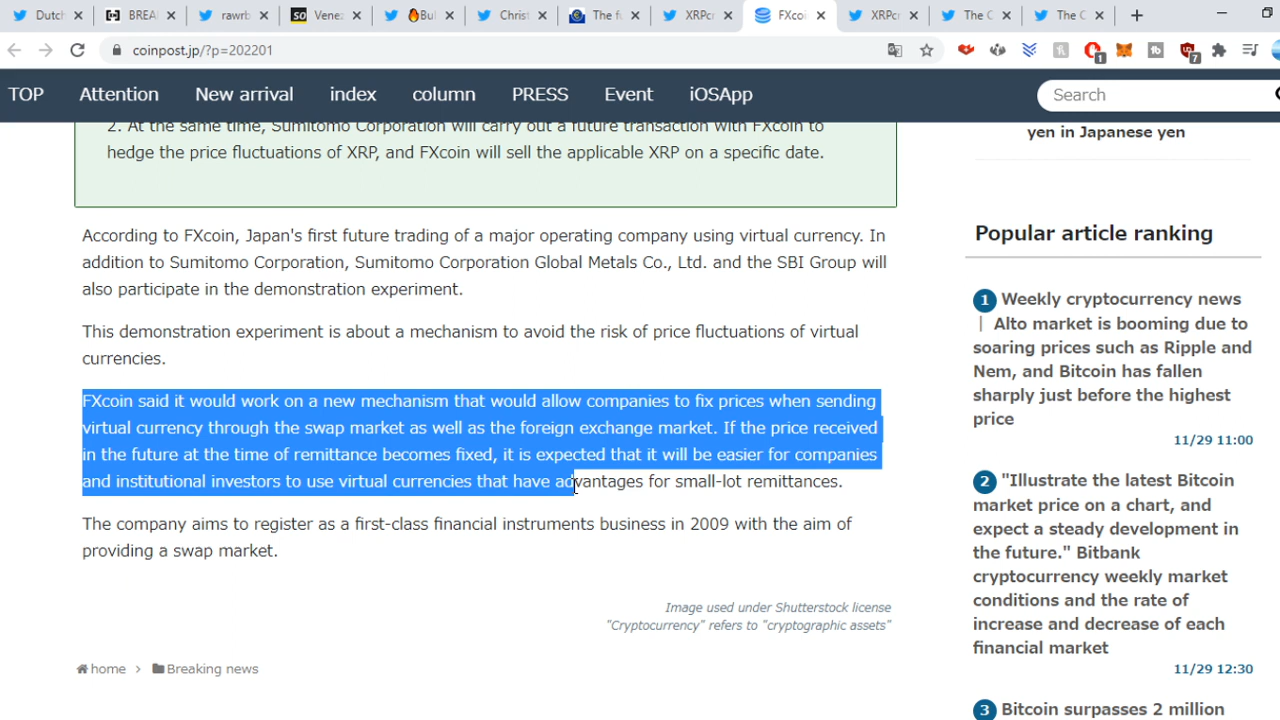 Dutch
BREA
rawrb
Venez
Bul
Christ
The fu
XRPcr
FXcoi
XRPcr
The C
The C
coinpost.jp/?p=202201
1
7
TOP
Attention
New arrival
index
column
PRESS
Event
iOSApp
Search
2. At the same time, Sumitomo Corporation will carry out a future transaction with FXcoin to
hedge the price fluctuations of XRP, and FXcoin will sell the applicable XRP on a specific date.
According to FXcoin, Japan's first future trading of a major operating company using virtual currency. In
addition to Sumitomo Corporation, Sumitomo Corporation Global Metals Co., Ltd. and the SBI Group will
also participate in the demonstration experiment.
This demonstration experiment is about a mechanism to avoid the risk of price fluctuations of virtual
currencies.
FXcoin said it would work on a new mechanism that would allow companies to fix prices when sending
virtual currency through the swap market as well as the foreign exchange market. If the price received
in the future at the time of remittance becomes fixed, it is expected that it will be easier for companies
and institutional investors to use virtual currencies that have advantages for small-lot remittances.
The company aims to register as a first-class financial instruments business in 2009 with the aim of
providing a swap market.
Image used under Shutterstock license
"Cryptocurrency" refers to "cryptographic assets"
home > Breaking news
yen in Japanese yen
Popular article ranking
1 Weekly cryptocurrency news
| Alto market is booming due to
soaring prices such as Ripple and
Nem, and Bitcoin has fallen
sharply just before the highest
price
11/29 11:00
2 "Illustrate the latest Bitcoin
market price on a chart, and
expect a steady development in
the future." Bitbank
cryptocurrency weekly market
conditions and the rate of
increase and decrease of each
financial market
11/29 12:30
3 Bitcoin surpasses 2 million